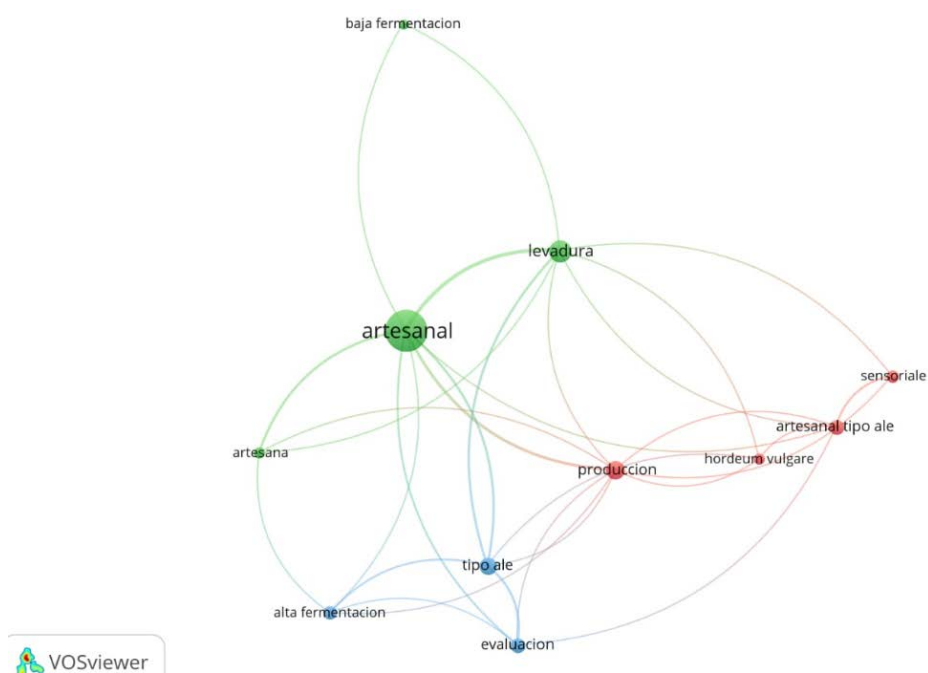 baja fermentacion
levadura
artesanal
sensoriale
artesanal tipo ale
artesana
hordeum vulgare
produccion
tipo ale
alta fermentacion
evaluacion
VOSviewer